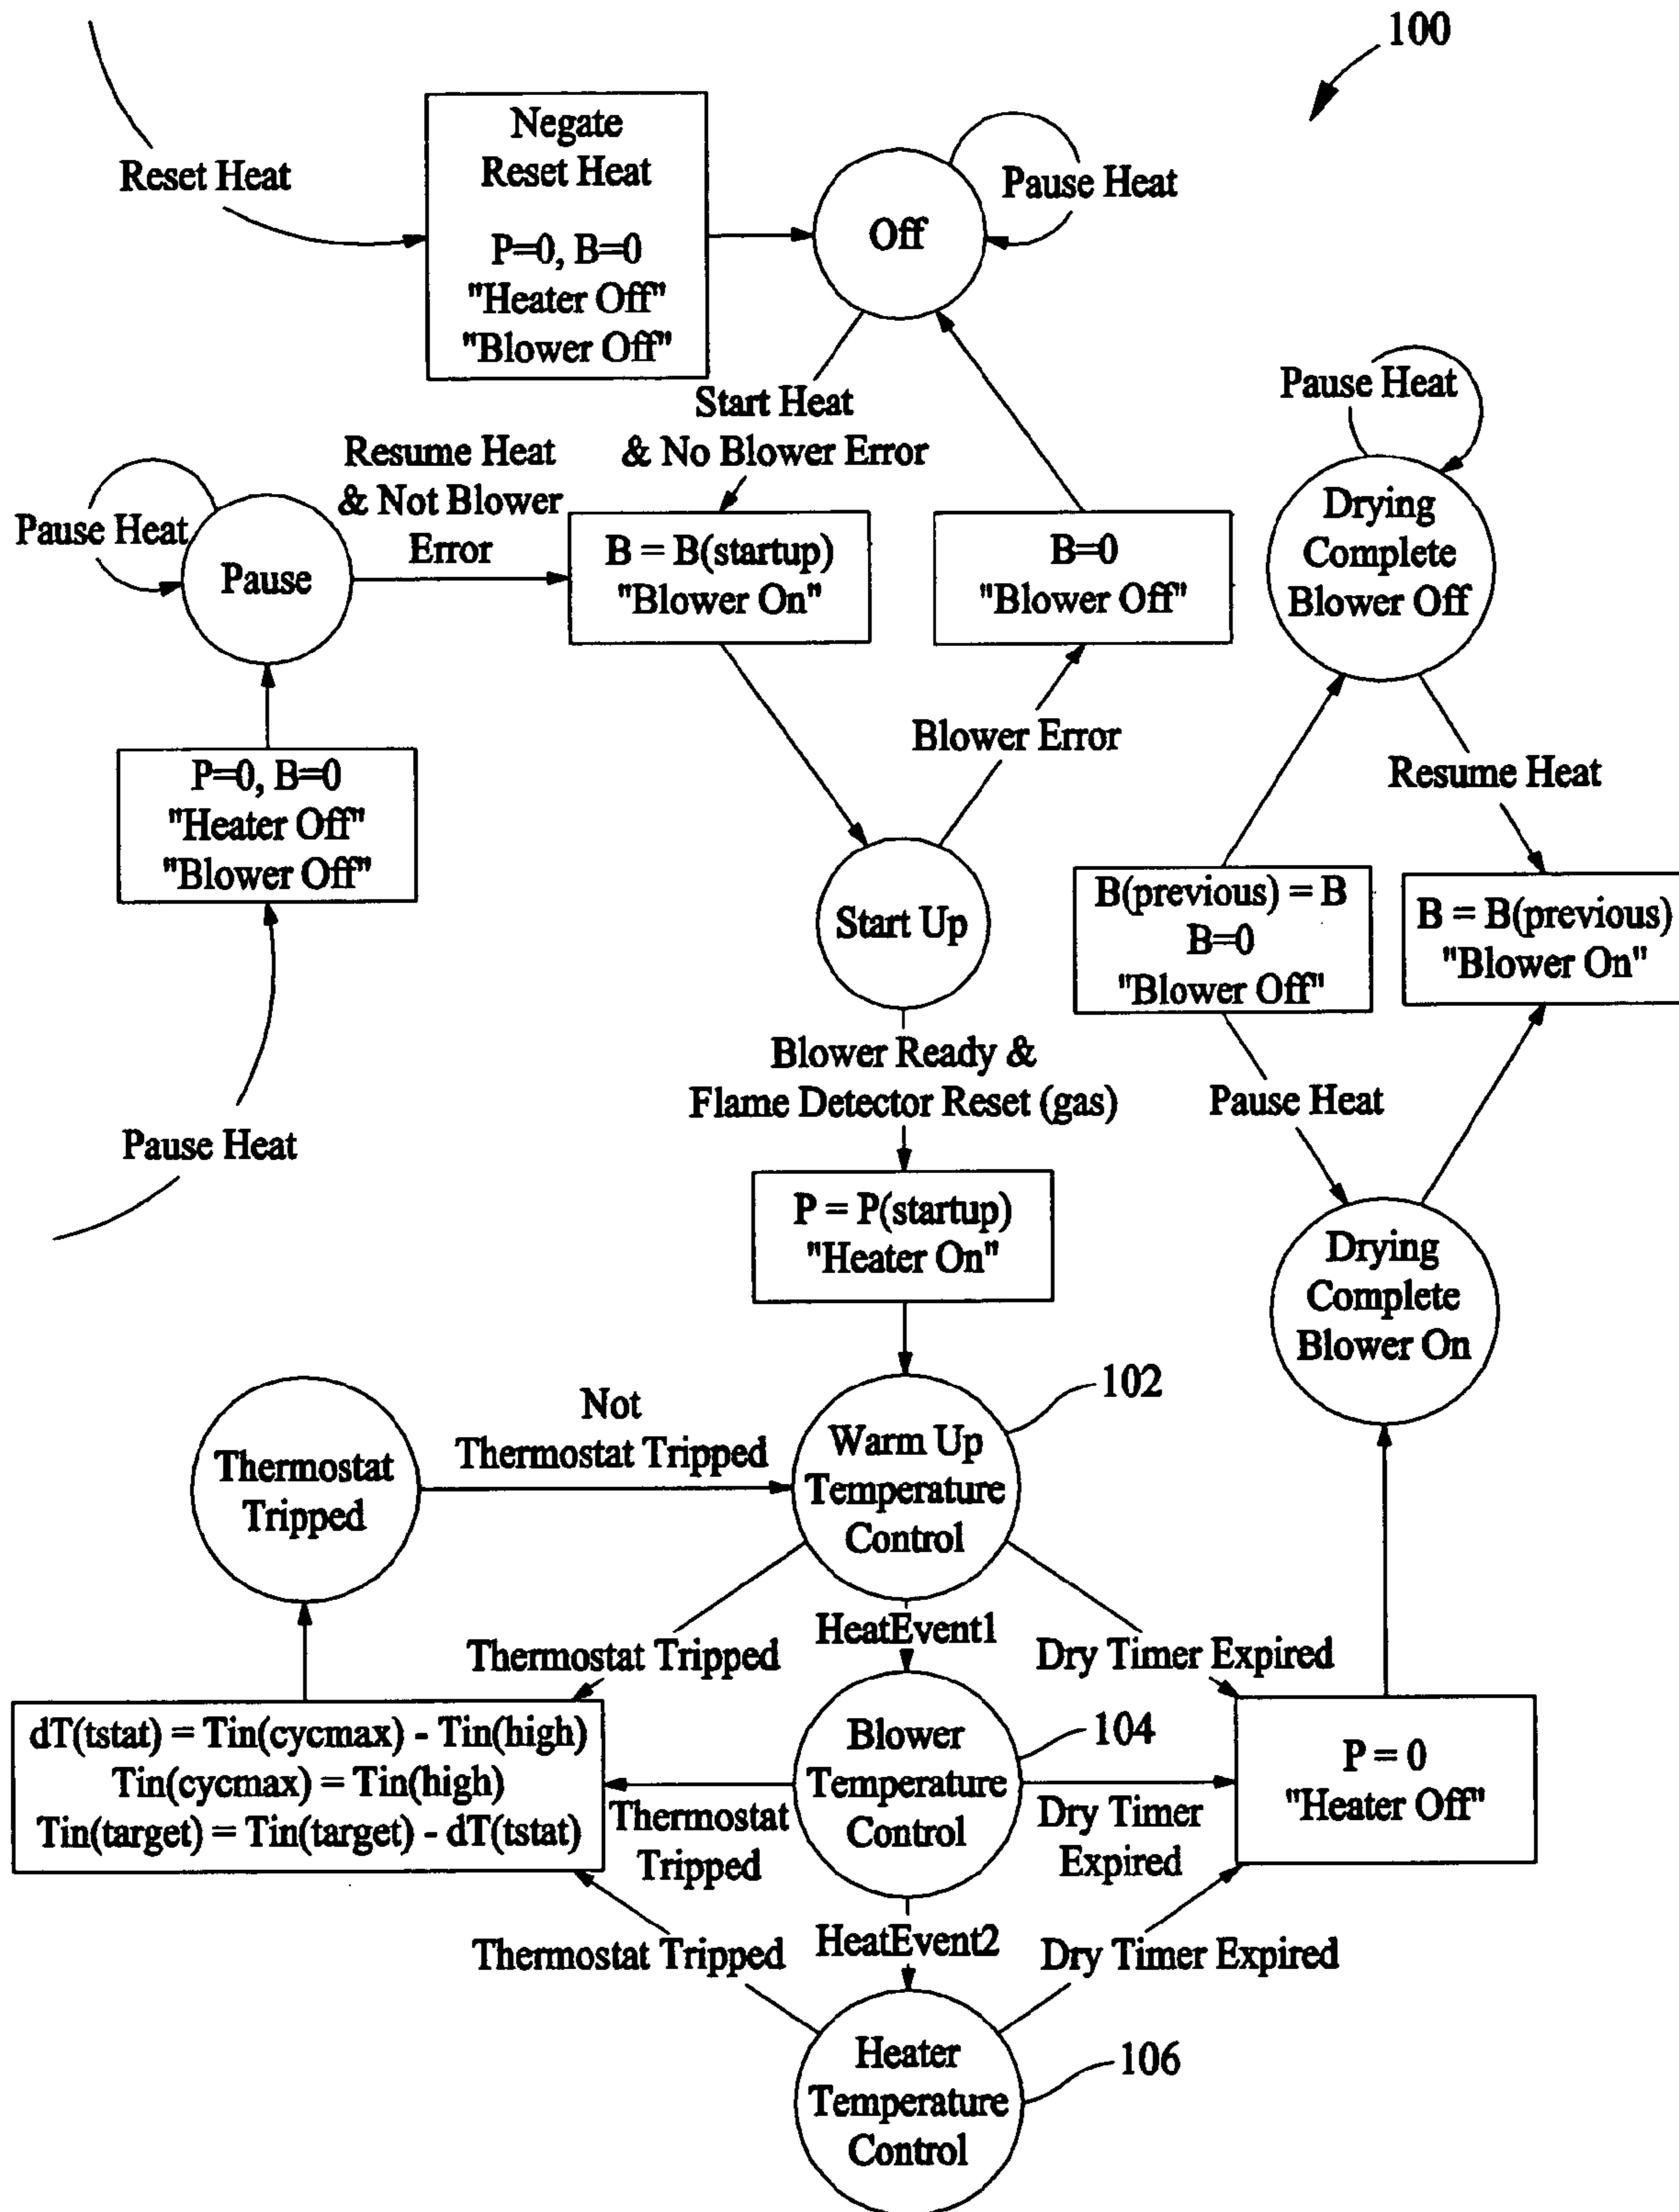 100
Reset Heat
Negate
Reset Heat
P=0, B=0
"Heater Off"
"Blower Off"
Off
Pause Heat
Start Heat
& No Blower Error
Resume Heat
& Not Blower
Error
Pause Heat
Pause
B = B(startup)
"Blower On"
B=0
"Blower Off"
Pause Heat
Drying
Complete
Blower Off
Blower Error
Resume Heat
P=0, B=0
"Heater Off"
"Blower Off"
Start Up
B(previous) = B
B=0
"Blower Off"
B = B(previous)
"Blower On"
Blower Ready &
Flame Detector Reset (gas)
Pause Heat
Pause Heat
P = P(startup)
"Heater On"
Drying
Complete
Blower On
102
Not
Thermostat Tripped
Thermostat
Tripped
Warm Up
Temperature
Control
Thermostat Tripped
HeatEvent1
Dry Timer Expired
dT(tstat) = Tin(cycmax) - Tin(high)
Tin(cycmax) = Tin(high)
Tin(target) = Tin(target) - dT(tstat)
Thermostat
Tripped
Blower
Temperature
Control
104
Dry Timer
Expired
P = 0
"Heater Off"
Thermostat Tripped
HeatEvent2
Dry Timer Expired
Heater
Temperature
Control
106